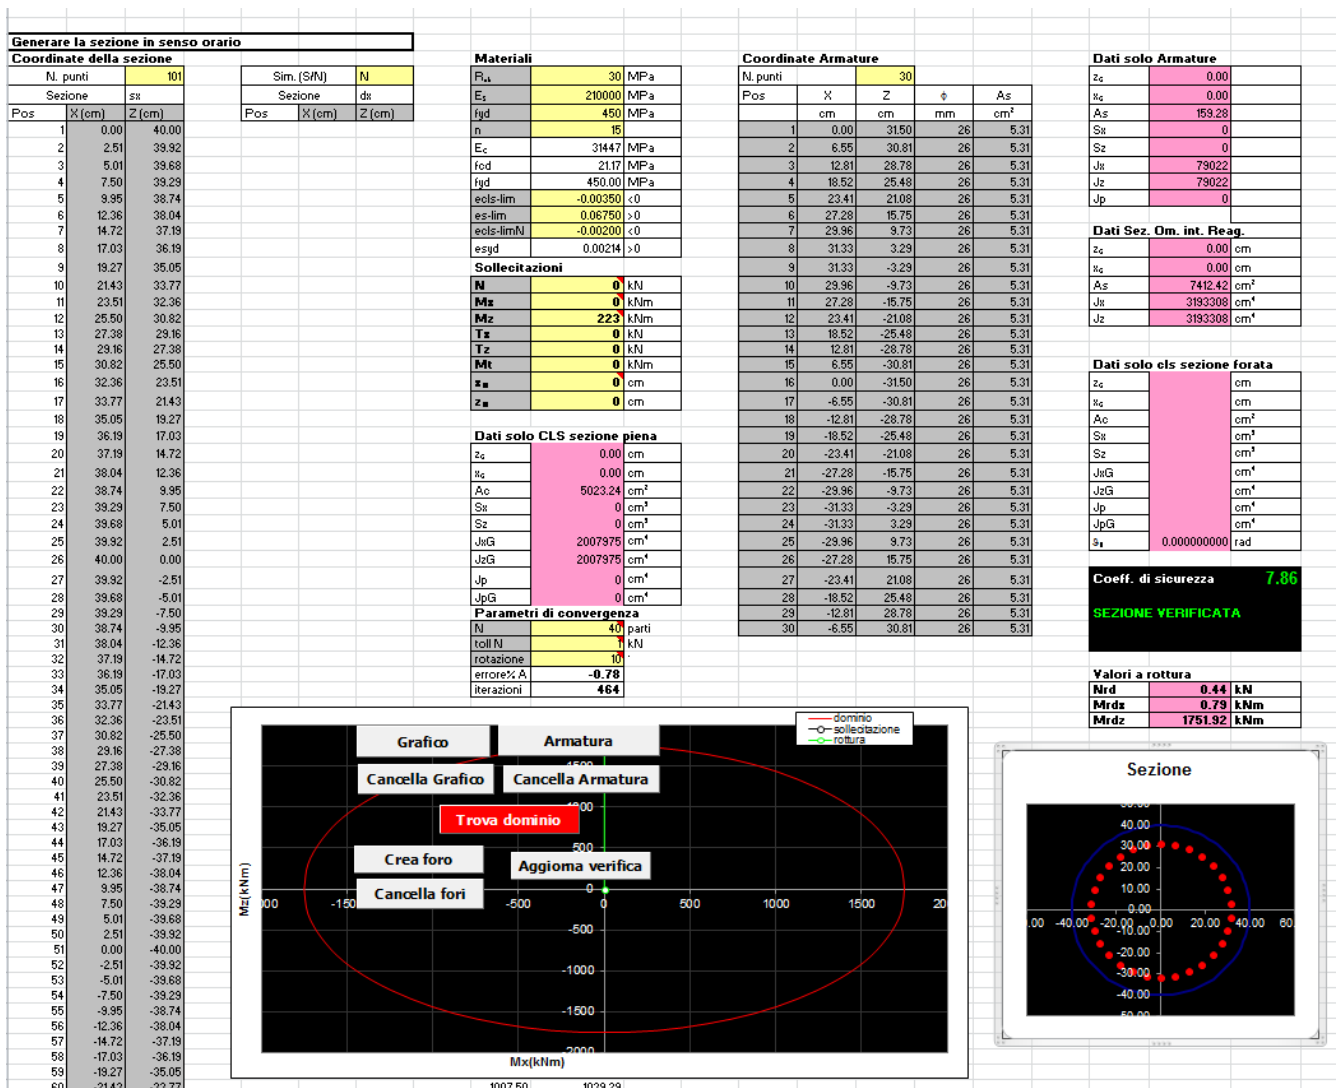 Generare la sezione in senso orario
Coordinate della sezione
N. punti 101
Sezione sx
Pos X (cm) Z (cm)
1 0.00 40.00
2 2.51 39.92
3 5.01 39.68
4 7.50 39.29
5 9.95 38.74
6 12.36 38.04
7 14.72 37.19
8 17.03 36.19
9 19.27 35.05
10 21.43 33.77
11 23.51 32.36
12 25.50 30.82
13 27.38 29.16
14 29.16 27.38
15 30.82 25.50
16 32.36 23.51
17 33.77 21.43
18 35.05 19.27
19 36.19 17.03
20 37.19 14.72
21 38.04 12.36
22 38.74 9.95
23 39.29 7.50
24 39.68 5.01
25 39.92 2.51
26 40.00 0.00
27 39.92 -2.51
28 39.68 -5.01
29 39.29 -7.50
30 38.74 -9.95
31 38.04 -12.36
32 37.19 -14.72
33 36.19 -17.03
34 35.05 -19.27
35 33.77 -21.43
36 32.36 -23.51
37 30.82 -25.50
38 29.16 -27.38
39 27.38 -29.16
40 25.50 -30.82
41 23.51 -32.36
42 21.43 -33.77
43 19.27 -35.05
44 17.03 -36.19
45 14.72 -37.19
46 12.36 -38.04
47 9.95 -38.74
48 7.50 -39.29
49 5.01 -39.68
50 2.51 -39.92
51 0.00 -40.00
52 -2.51 -39.92
53 -5.01 -39.68
54 -7.50 -39.29
55 -9.95 -38.74
56 -12.36 -38.04
57 -14.72 -37.19
58 -17.03 -36.19
59 -19.27 -35.05
60 -21.43 -33.77
Sim. (S/N) N
Sezione dx
Pos X (cm) Z (cm)
Materiali
30 MPa
Es 210000 MPa
fyd 450 MPa
n 15
Ec 31447 MPa
fcd 21.17 MPa
fyd 450.00 MPa
ecls-lim -0.00350 <0
es-lim 0.06750 >0
ecls-limN -0.00200 <0
esyd 0.00214 >0
Sollecitazioni
N 0 kN
Mx 0 kNm
Mz 223 kNm
Tx 0 kN
Tz 0 kN
Mt 0 kNm
0 cm
0 cm
Dati solo CLS sezione piena
zG 0.00 cm
xG 0.00 cm
Ac 5023.24 cm²
Sx 0 cm³
Sz 0 cm³
JxG 2007975 cm⁴
JzG 2007975 cm⁴
Jp 0 cm⁴
JpG 0 cm⁴
Parametri di convergenza
N 40 parti
toll N 1 kN
rotazione 10 °
errore% A -0.78
iterazioni 464
Coordinate Armature
N. punti 30
Pos X Z ϕ As
cm cm mm cm²
1 0.00 31.50 26 5.31
2 6.55 30.81 26 5.31
3 12.81 28.78 26 5.31
4 18.52 25.48 26 5.31
5 23.41 21.08 26 5.31
6 27.28 15.75 26 5.31
7 29.96 9.73 26 5.31
8 31.33 3.29 26 5.31
9 31.33 -3.29 26 5.31
10 29.96 -9.73 26 5.31
11 27.28 -15.75 26 5.31
12 23.41 -21.08 26 5.31
13 18.52 -25.48 26 5.31
14 12.81 -28.78 26 5.31
15 6.55 -30.81 26 5.31
16 0.00 -31.50 26 5.31
17 -6.55 -30.81 26 5.31
18 -12.81 -28.78 26 5.31
19 -18.52 -25.48 26 5.31
20 -23.41 -21.08 26 5.31
21 -27.28 -15.75 26 5.31
22 -29.96 -9.73 26 5.31
23 -31.33 -3.29 26 5.31
24 -31.33 3.29 26 5.31
25 -29.96 9.73 26 5.31
26 -27.28 15.75 26 5.31
27 -23.41 21.08 26 5.31
28 -18.52 25.48 26 5.31
29 -12.81 28.78 26 5.31
30 -6.55 30.81 26 5.31
Dati solo Armature
zG 0.00
xG 0.00
As 159.28
Sx 0
Sz 0
Jx 79022
Jz 79022
Jp 0
Dati Sez. Om. int. Reag.
zG 0.00 cm
xG 0.00 cm
As 7412.42 cm²
Jx 3193308 cm⁴
Jz 3193308 cm⁴
Dati solo cls sezione forata
zG cm
xG cm
Ac cm²
Sx cm³
Sz cm³
JxG cm⁴
JzG cm⁴
Jp cm⁴
JpG cm⁴
0.000000000 rad
Coeff. di sicurezza 7.86
SEZIONE VERIFICATA
Valori a rottura
Nrd 0.44 kN
Mrdx 0.79 kNm
Mrdz 1751.92 kNm
dominio
sollecitazione
rottura
Grafico
Armatura
Cancella Grafico
Cancella Armatura
Trova dominio
Crea foro
Aggiorna verifica
Cancella fori
Mz(kNm)
1500
1000
500
0
-500
-1000
-1500
-2000
000 -1500 -500 0 500 1000 1500 20
Mx(kNm)
1007.50 1029.29
Sezione
50.00
40.00
30.00
20.00
10.00
0.00
-10.00
-20.00
-30.00
-40.00
-50.00
.00 -40.00 -20.00 0.00 20.00 40.00 60.